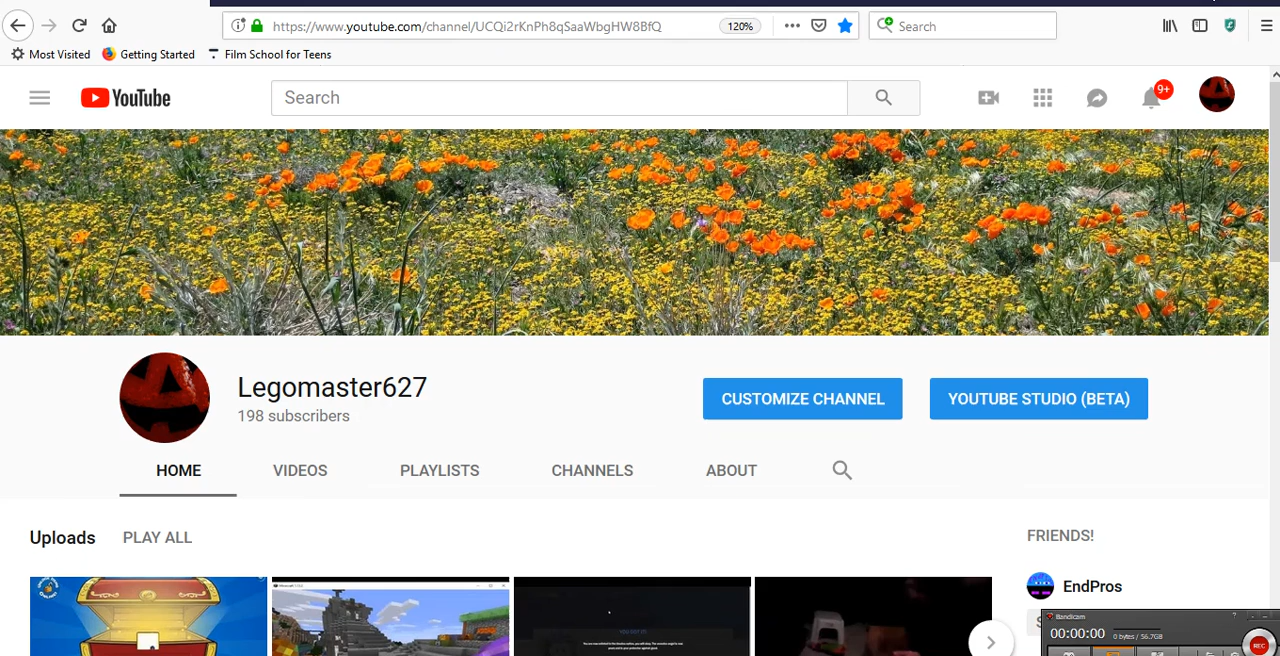 https://www.youtube.com/channel/UCQi2rKnPh8qSaaWbgHW8BfQ
120%
Search
Most Visited
Getting Started
Film School for Teens
YouTube
Search
9+
Legomaster627
198 subscribers
CUSTOMIZE CHANNEL
YOUTUBE STUDIO (BETA)
HOME
VIDEOS
PLAYLISTS
CHANNELS
ABOUT
Uploads
PLAY ALL
FRIENDS!
EndPros
Bandicam
00:00:00
0 bytes / 56.7GB
REC